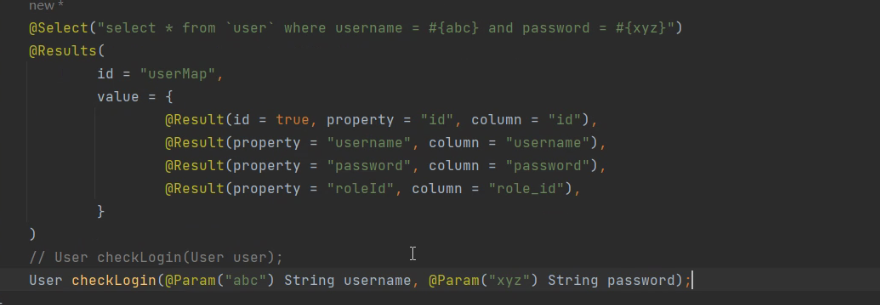 new *
@Select("select * from `user` where username = #{abc} and password = #{xyz}")
@Results(
id = "userMap",
value = {
@Result(id = true, property = "id", column = "id"),
@Result(property = "username", column = "username"),
@Result(property = "password", column = "password"),
@Result(property = "roleId", column = "role_id"),
}
)
// User checkLogin(User user);
User checkLogin(@Param("abc") String username, @Param("xyz") String password);